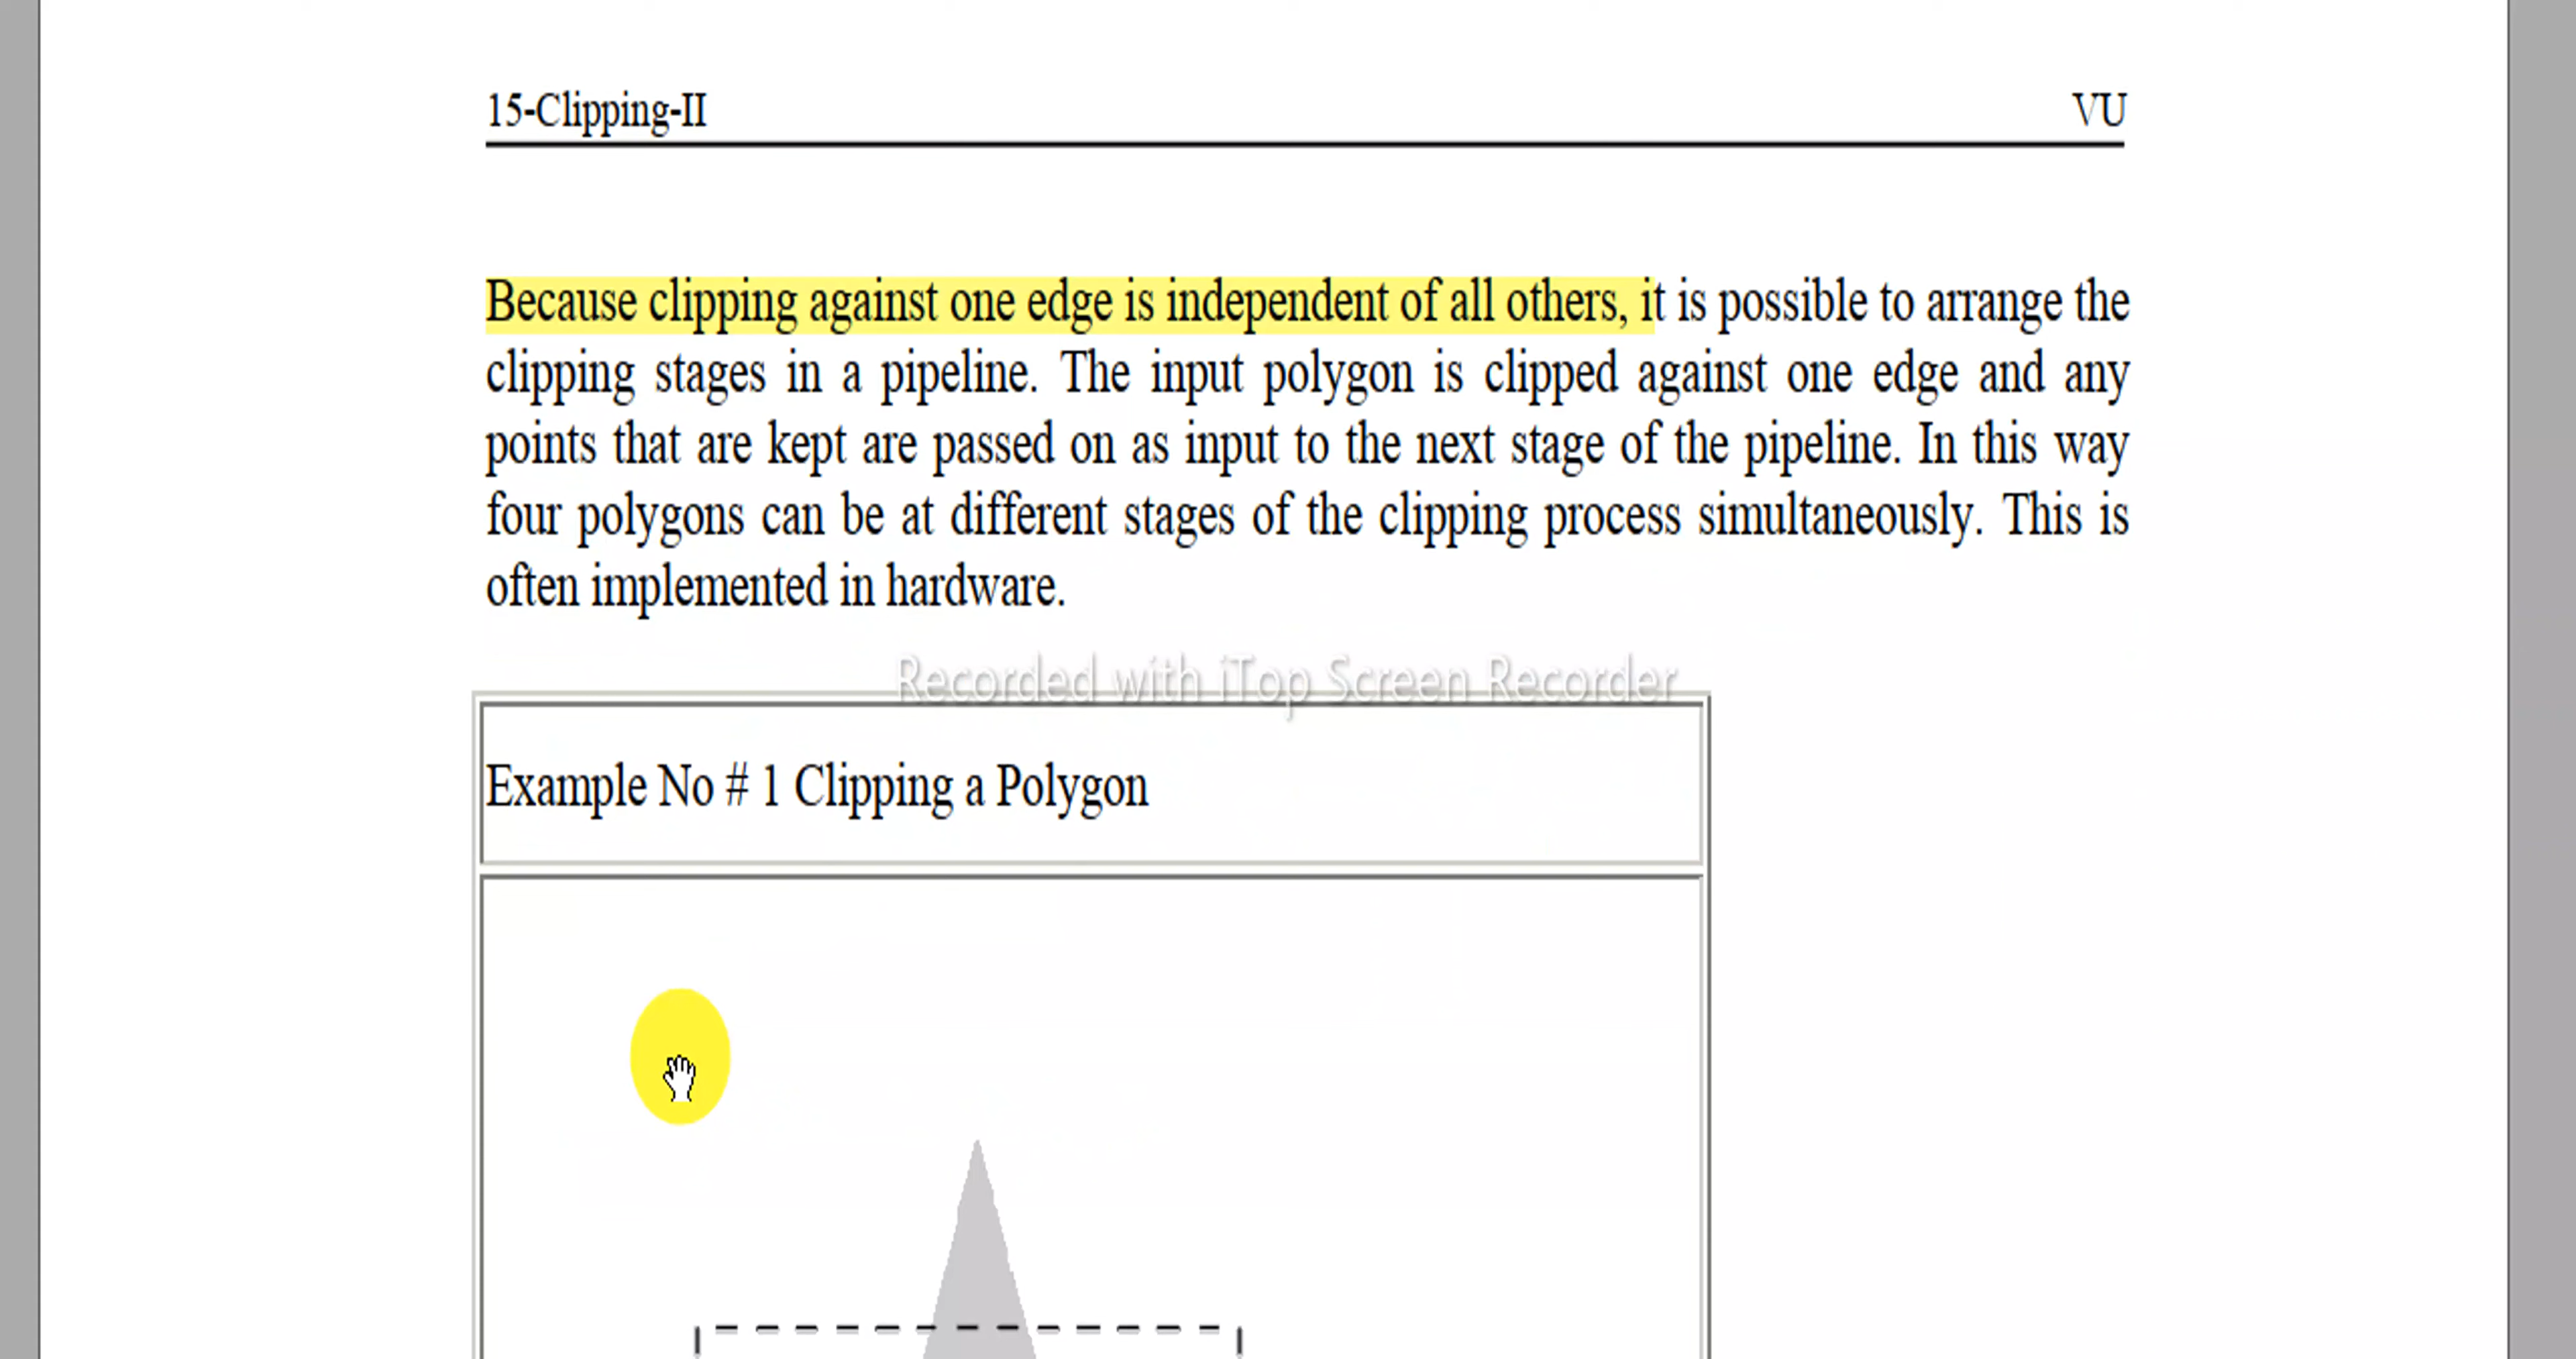 15-Clipping-II VU
Because clipping against one edge is independent of all others, it is possible to arrange the
clipping stages in a pipeline. The input polygon is clipped against one edge and any
points that are kept are passed on as input to the next stage of the pipeline. In this way
four polygons can be at different stages of the clipping process simultaneously. This is
often implemented in hardware.
Recorded with iTop Screen Recorder
Example No # 1 Clipping a Polygon